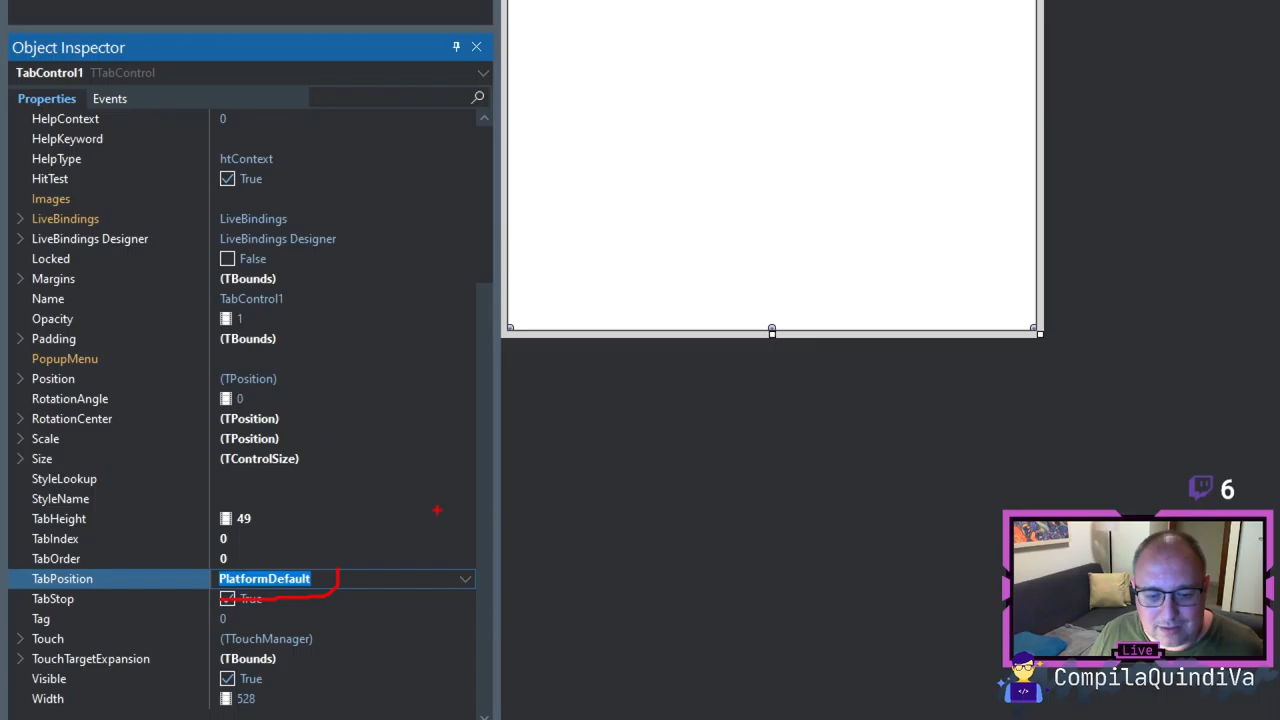 Object Inspector
TabControl1 TTabControl
Properties Events
HelpContext 0
HelpKeyword
HelpType htContext
HitTest True
Images
LiveBindings LiveBindings
LiveBindings Designer LiveBindings Designer
Locked False
Margins (TBounds)
Name TabControl1
Opacity 1
Padding (TBounds)
PopupMenu
Position (TPosition)
RotationAngle 0
RotationCenter (TPosition)
Scale (TPosition)
Size (TControlSize)
StyleLookup
StyleName
TabHeight 49
TabIndex 0
TabOrder 0
TabPosition PlatformDefault
TabStop True
Tag 0
Touch (TTouchManager)
TouchTargetExpansion (TBounds)
Visible True
Width 528
6
Live
</>
CompilaQuindiVa